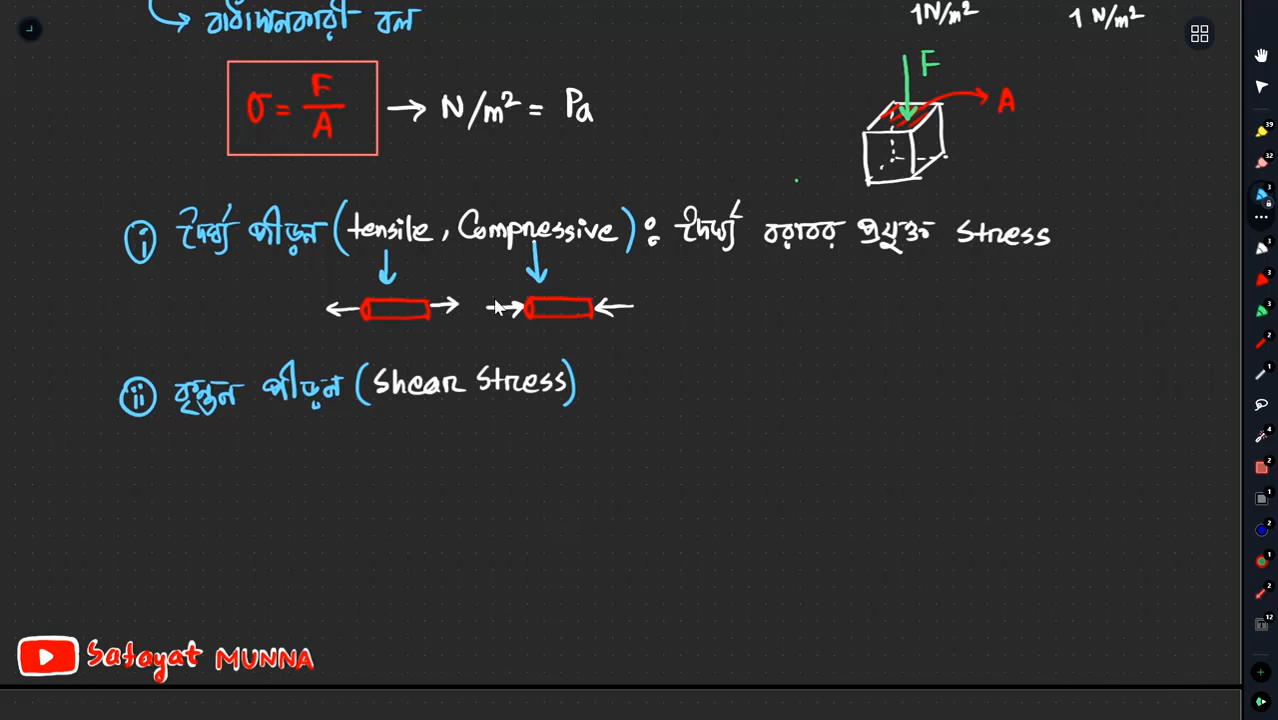 বাধাদানকারী বল
1N/m² 1 N/m²
σ = F/A → N/m² = Pa
F
A
i দৈর্ঘ্য পীড়ন (tensile, Compressive) : দৈর্ঘ্য বরাবর প্রযুক্ত stress
ii কৃন্তন পীড়ন (Shear Stress)
Safayat MUNNA